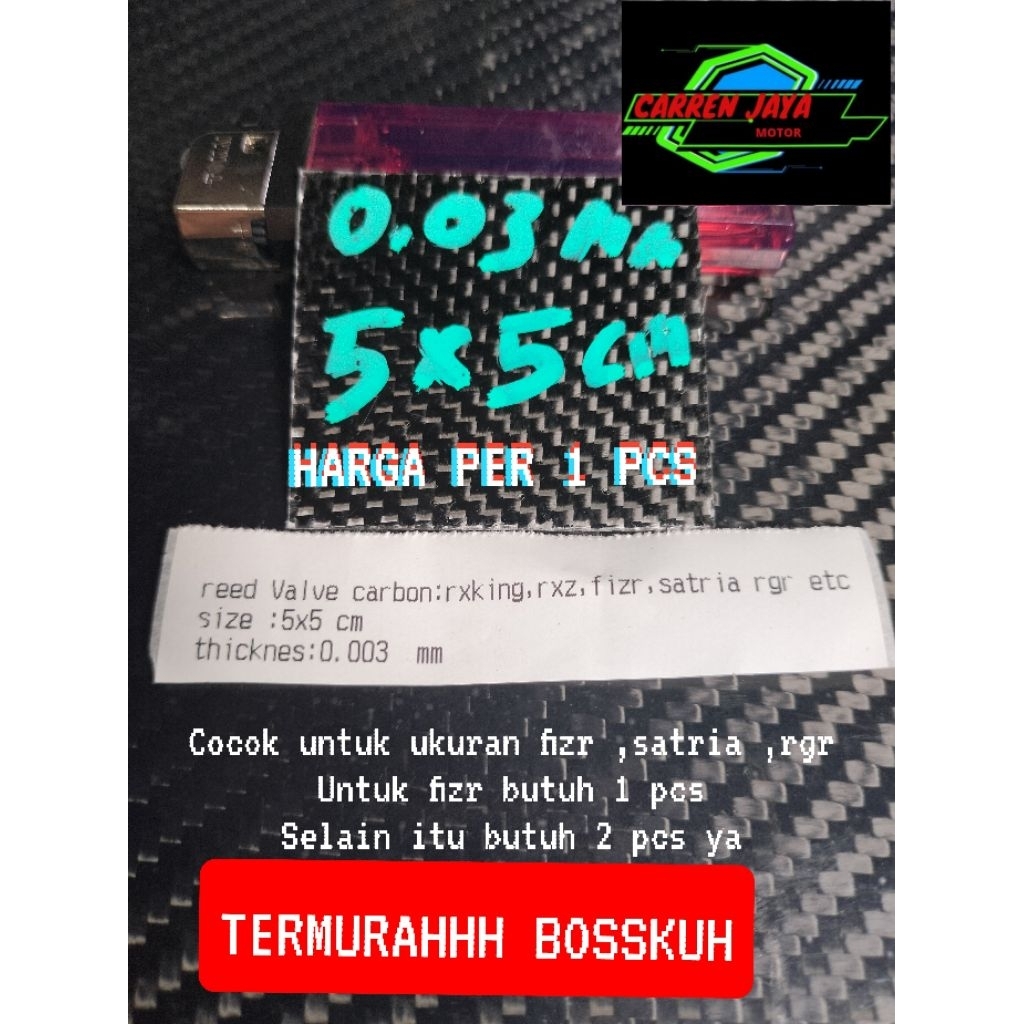 CARREN JAYA
MOTOR
0.03 mm
5x5 cm
HARGA PER 1 PCS
reed Valve carbon:rxking,rxz,fizr,satria rgr etc
size :5x5 cm
thicknes:0.003 mm
Cocok untuk ukuran fizr ,satria ,rgr
Untuk fizr butuh 1 pcs
Selain itu butuh 2 pcs ya
TERMURAHHH BOSSKUH